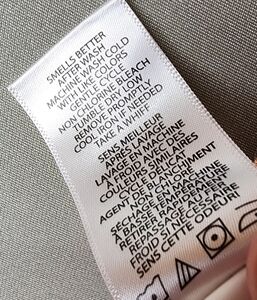 SMELLS BETTER
AFTER WASH
MACHINE WASH COLD
WITH LIKE COLORS
GENTLE CYCLE
NON CHLORINE BLEACH
TUMBLE DRY LOW
REMOVE PROMPTLY
COOL IRON IF NEEDED
TAKE A WHIFF
SENS MEILLEUR
APRÈS LAVAGE
LAVAGE EN MACHINE
A FROID AVEC
COULEURS SIMILAIRES
CYCLE DÉLICAT
AGENT DE BLANCHIMENT
NON CHLORÉ
SÉCHAGE EN MACHINE
A BASSE TEMPÉRATURE
RETIRER RAPIDEMENT
REPASSAGE A FER
FROID SI NÉCESSAIRE
SENS CETTE ODEUR!